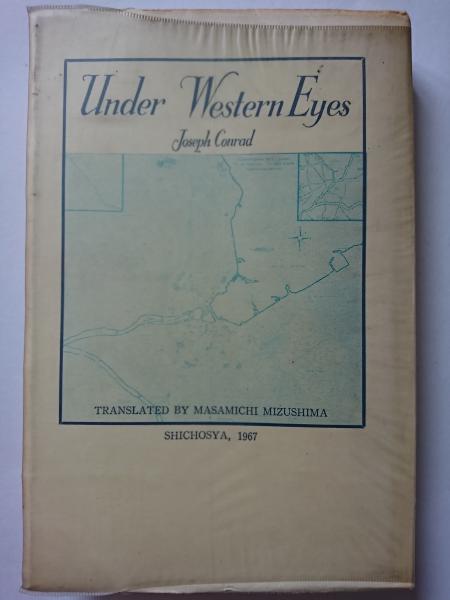 Under Western Eyes
Joseph Conrad
TRANSLATED BY MASAMICHI MIZUSHIMA
SHICHOSYA, 1967